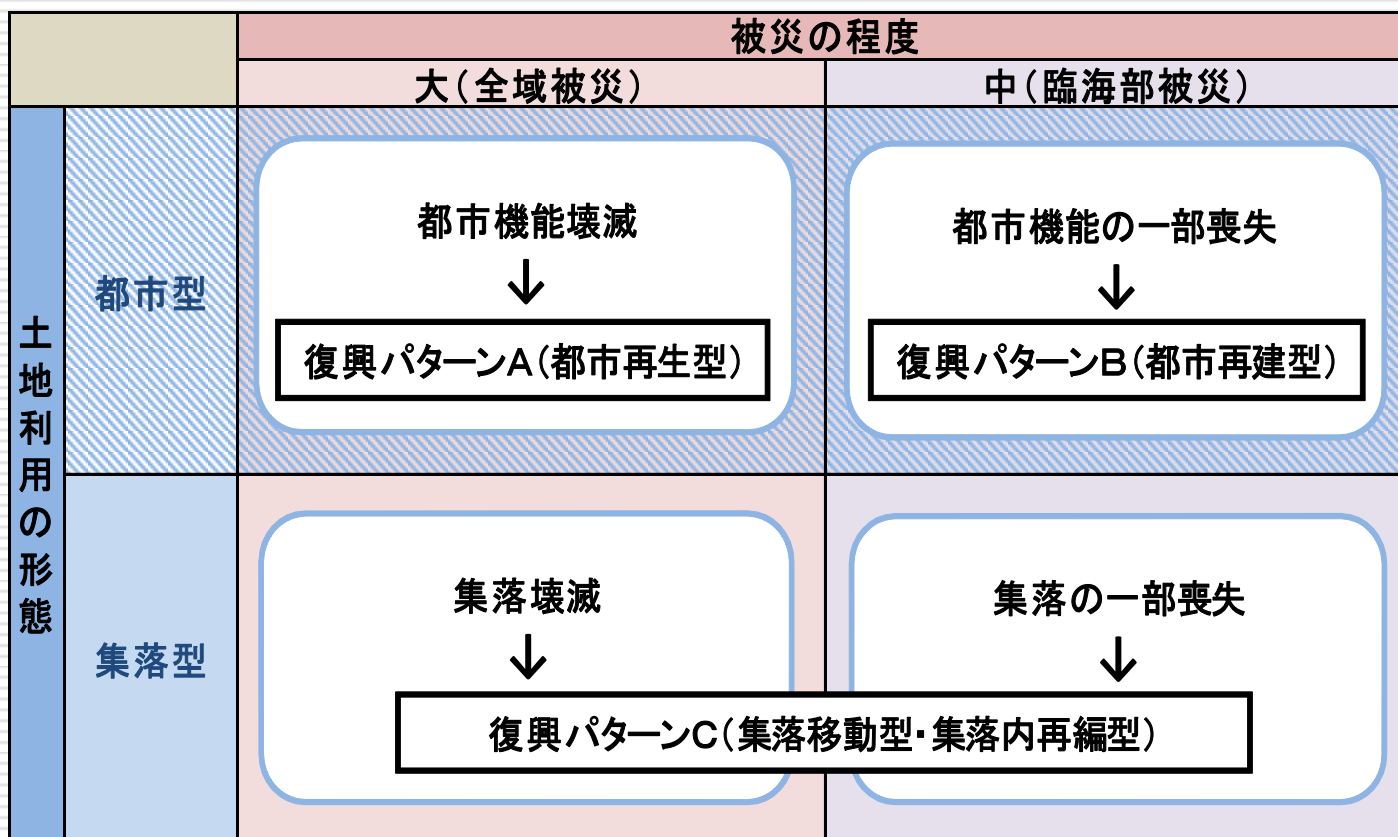 被災の程度
大(全域被災)
中(臨海部被災)
土地利用の形態
都市型
都市機能壊滅
↓
復興パターンA(都市再生型)
都市機能の一部喪失
↓
復興パターンB(都市再建型)
集落型
集落壊滅
↓
集落の一部喪失
↓
復興パターンC(集落移動型・集落内再編型)